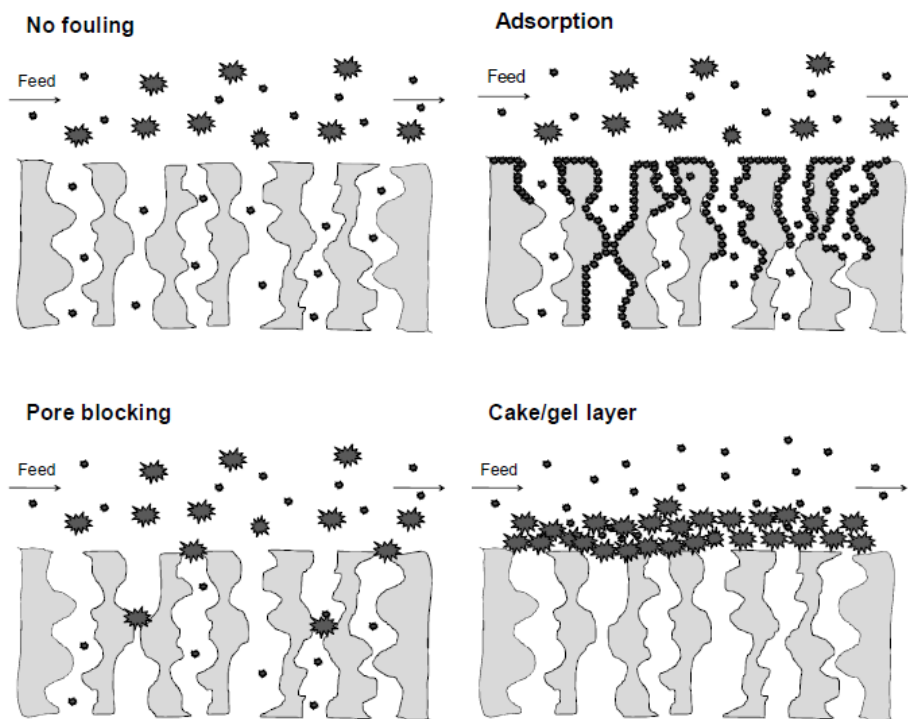 No fouling
Adsorption
Feed
Feed
Pore blocking
Cake/gel layer
Feed
Feed